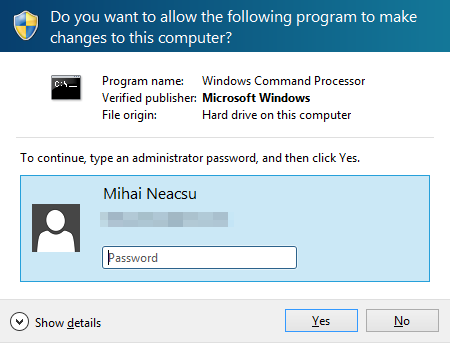 Do you want to allow the following program to make
changes to this computer?
C:\_
Program name: Windows Command Processor
Verified publisher: Microsoft Windows
File origin: Hard drive on this computer
To continue, type an administrator password, and then click Yes.
Mihai Neacsu
Password
Show details
Yes No